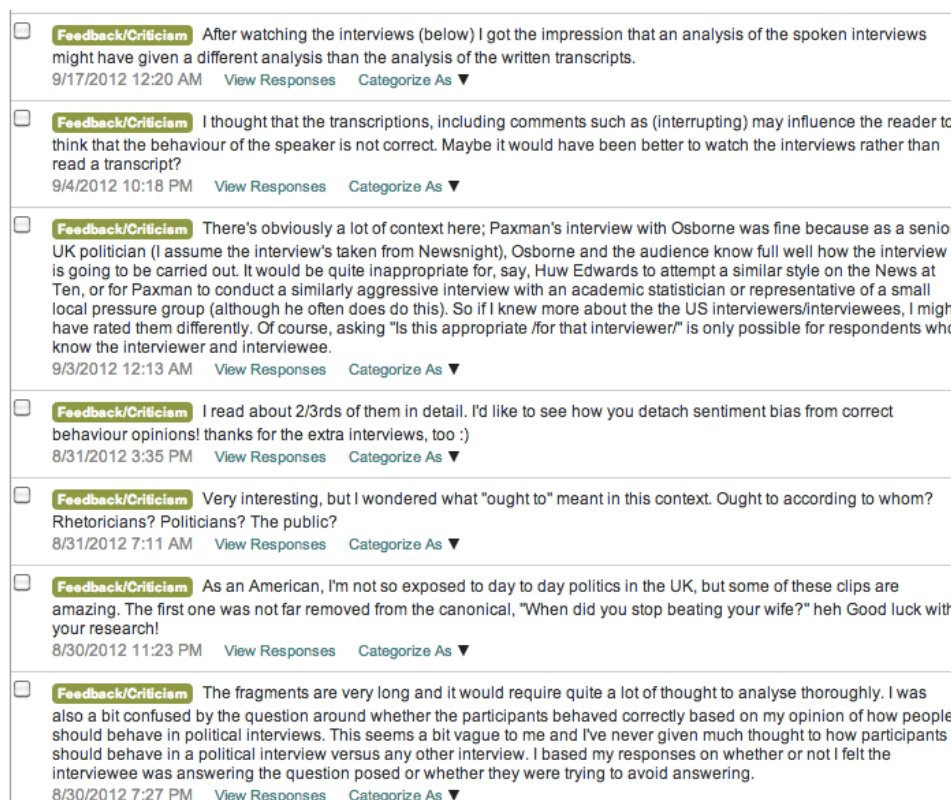 Feedback/Criticism After watching the interviews (below) I got the impression that an analysis of the spoken interviews
might have given a different analysis than the analysis of the written transcripts.
9/17/2012 12:20 AM View Responses Categorize As ▼
Feedback/Criticism I thought that the transcriptions, including comments such as (interrupting) may influence the reader to
think that the behaviour of the speaker is not correct. Maybe it would have been better to watch the interviews rather than
read a transcript?
9/4/2012 10:18 PM View Responses Categorize As ▼
Feedback/Criticism There's obviously a lot of context here; Paxman's interview with Osborne was fine because as a senio
UK politician (I assume the interview's taken from Newsnight), Osborne and the audience know full well how the interview
is going to be carried out. It would be quite inappropriate for, say, Huw Edwards to attempt a similar style on the News at
Ten, or for Paxman to conduct a similarly aggressive interview with an academic statistician or representative of a small
local pressure group (although he often does do this). So if I knew more about the the US interviewers/interviewees, I migh
have rated them differently. Of course, asking "Is this appropriate /for that interviewer/" is only possible for respondents who
know the interviewer and interviewee.
9/3/2012 12:13 AM View Responses Categorize As ▼
Feedback/Criticism I read about 2/3rds of them in detail. I'd like to see how you detach sentiment bias from correct
behaviour opinions! thanks for the extra interviews, too :)
8/31/2012 3:35 PM View Responses Categorize As ▼
Feedback/Criticism Very interesting, but I wondered what "ought to" meant in this context. Ought to according to whom?
Rhetoricians? Politicians? The public?
8/31/2012 7:11 AM View Responses Categorize As ▼
Feedback/Criticism As an American, I'm not so exposed to day to day politics in the UK, but some of these clips are
amazing. The first one was not far removed from the canonical, "When did you stop beating your wife?" heh Good luck with
your research!
8/30/2012 11:23 PM View Responses Categorize As ▼
Feedback/Criticism The fragments are very long and it would require quite a lot of thought to analyse thoroughly. I was
also a bit confused by the question around whether the participants behaved correctly based on my opinion of how people
should behave in political interviews. This seems a bit vague to me and I've never given much thought to how participants
should behave in a political interview versus any other interview. I based my responses on whether or not I felt the
interviewee was answering the question posed or whether they were trying to avoid answering.
8/30/2012 7:27 PM View Responses Categorize As ▼